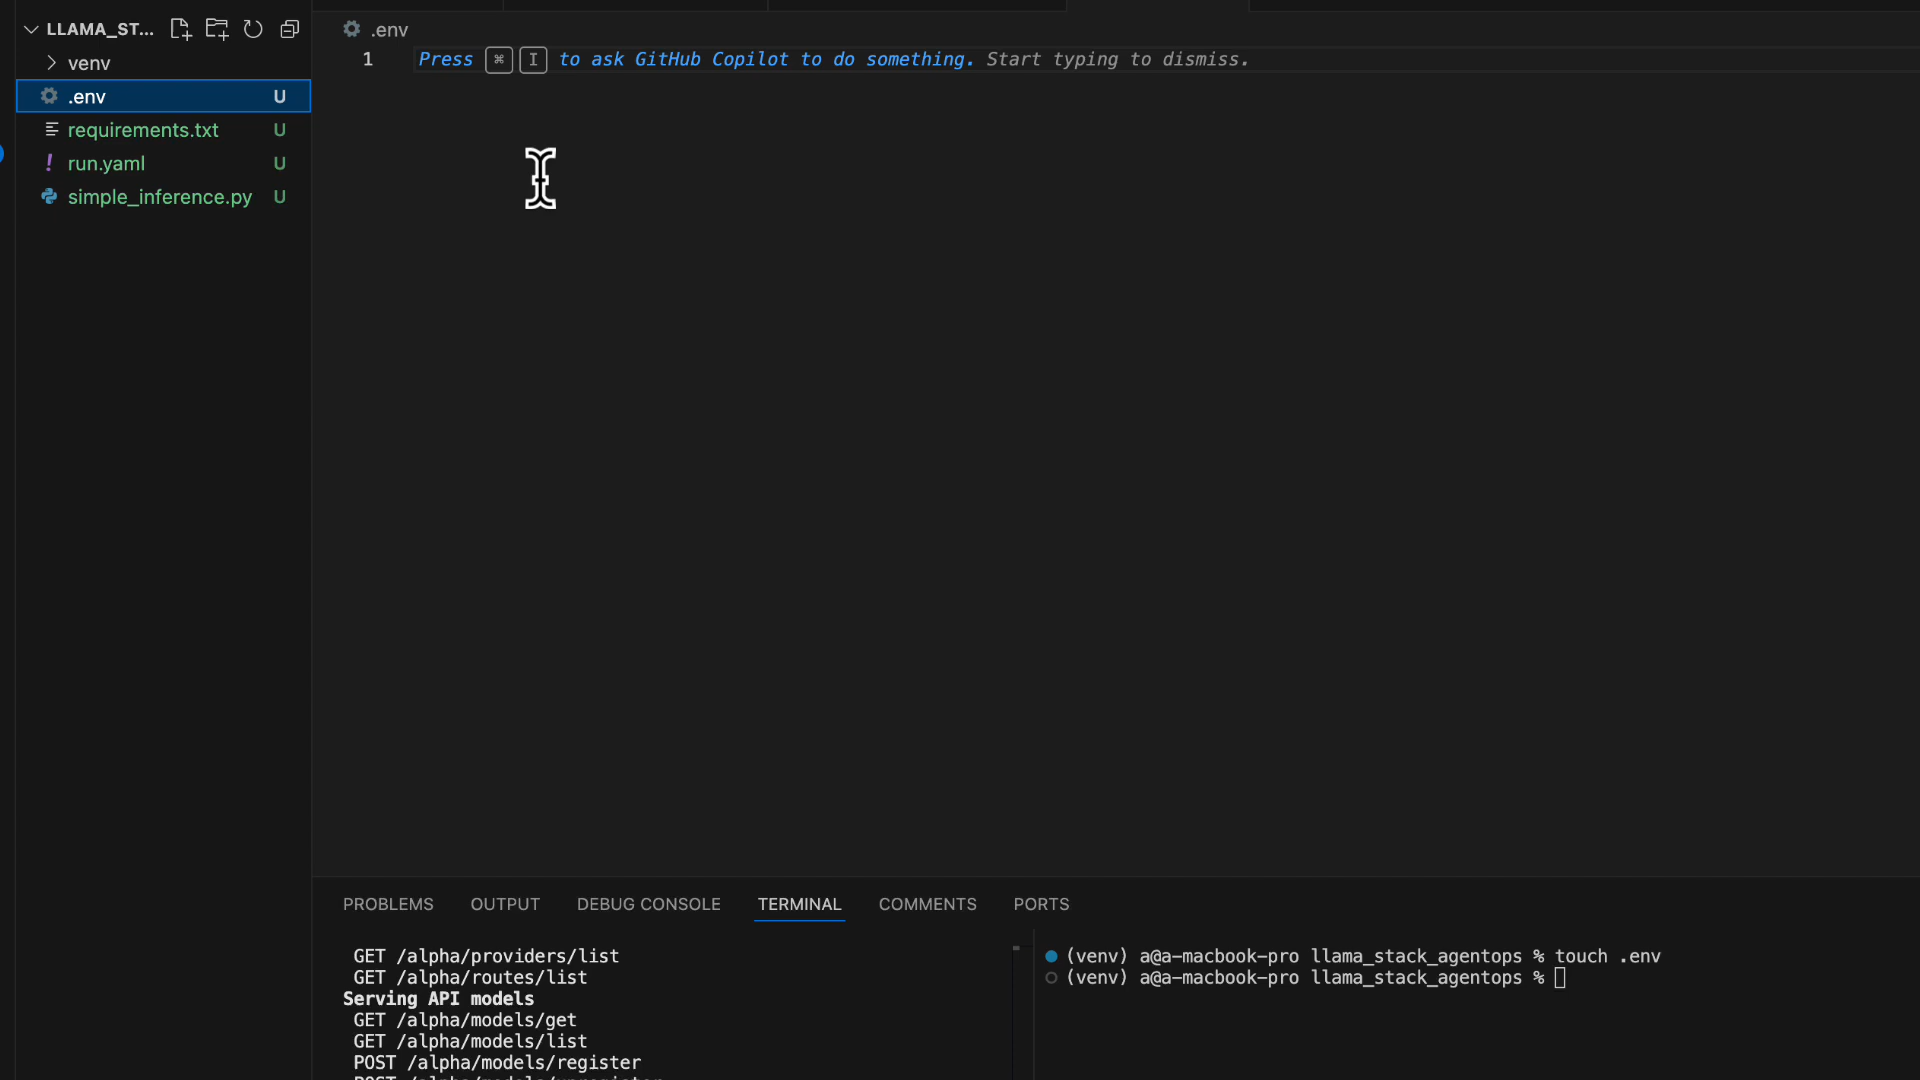 LLAMA_ST...
venv
.env U
requirements.txt U
! run.yaml U
simple_inference.py U
.env
1 Press ⌘ I to ask GitHub Copilot to do something. Start typing to dismiss.
PROBLEMS OUTPUT DEBUG CONSOLE TERMINAL COMMENTS PORTS
GET /alpha/providers/list
GET /alpha/routes/list
Serving API models
GET /alpha/models/get
GET /alpha/models/list
POST /alpha/models/register
(venv) a@a-macbook-pro llama_stack_agentops % touch .env
(venv) a@a-macbook-pro llama_stack_agentops %